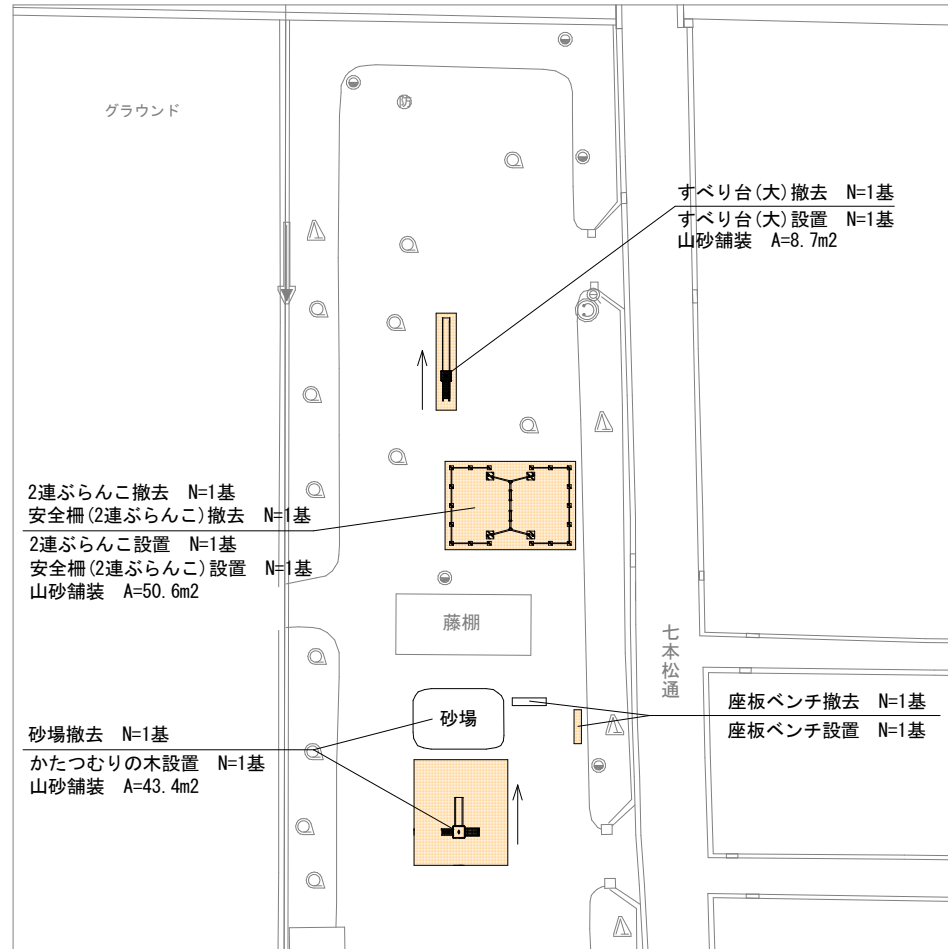 グラウンド
防
すべり台(大)撤去　N=1基
すべり台(大)設置　N=1基
山砂舗装　A=8.7m2
2連ぶらんこ撤去　N=1基
安全柵(2連ぶらんこ)撤去　N=1基
2連ぶらんこ設置　N=1基
安全柵(2連ぶらんこ)設置　N=1基
山砂舗装　A=50.6m2
藤棚
七本松通
砂場
座板ベンチ撤去　N=1基
座板ベンチ設置　N=1基
砂場撤去　N=1基
かたつむりの木設置　N=1基
山砂舗装　A=43.4m2